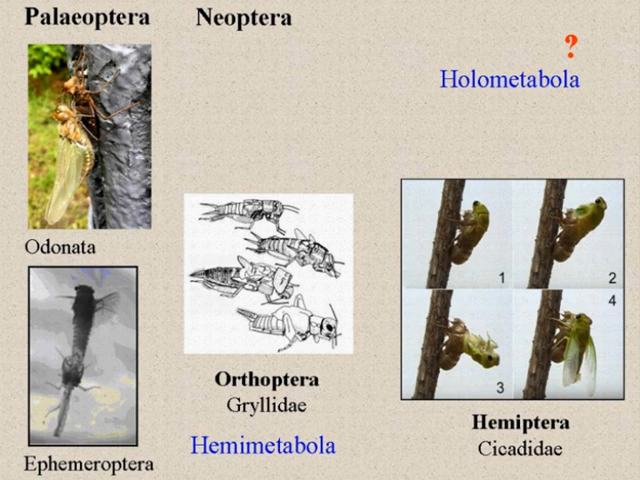 Palaeoptera
Neoptera
?
Holometabola
Odonata
1
2
3
4
Orthoptera
Gryllidae
Hemimetabola
Hemiptera
Cicadidae
Ephemeroptera